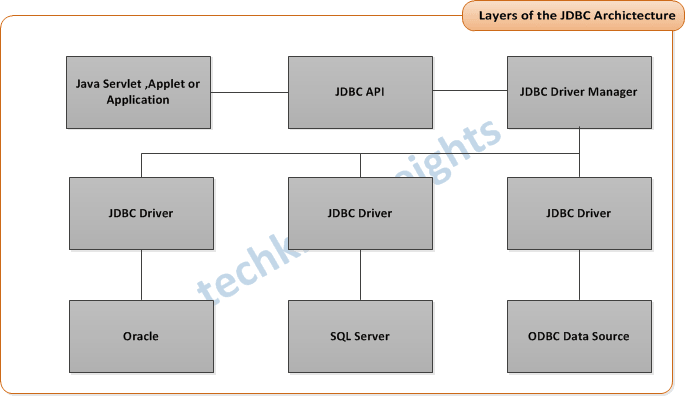 Layers of the JDBC Archictecture
Java Servlet ,Applet or
Application
JDBC API
JDBC Driver Manager
JDBC Driver
JDBC Driver
JDBC Driver
Oracle
SQL Server
ODBC Data Source